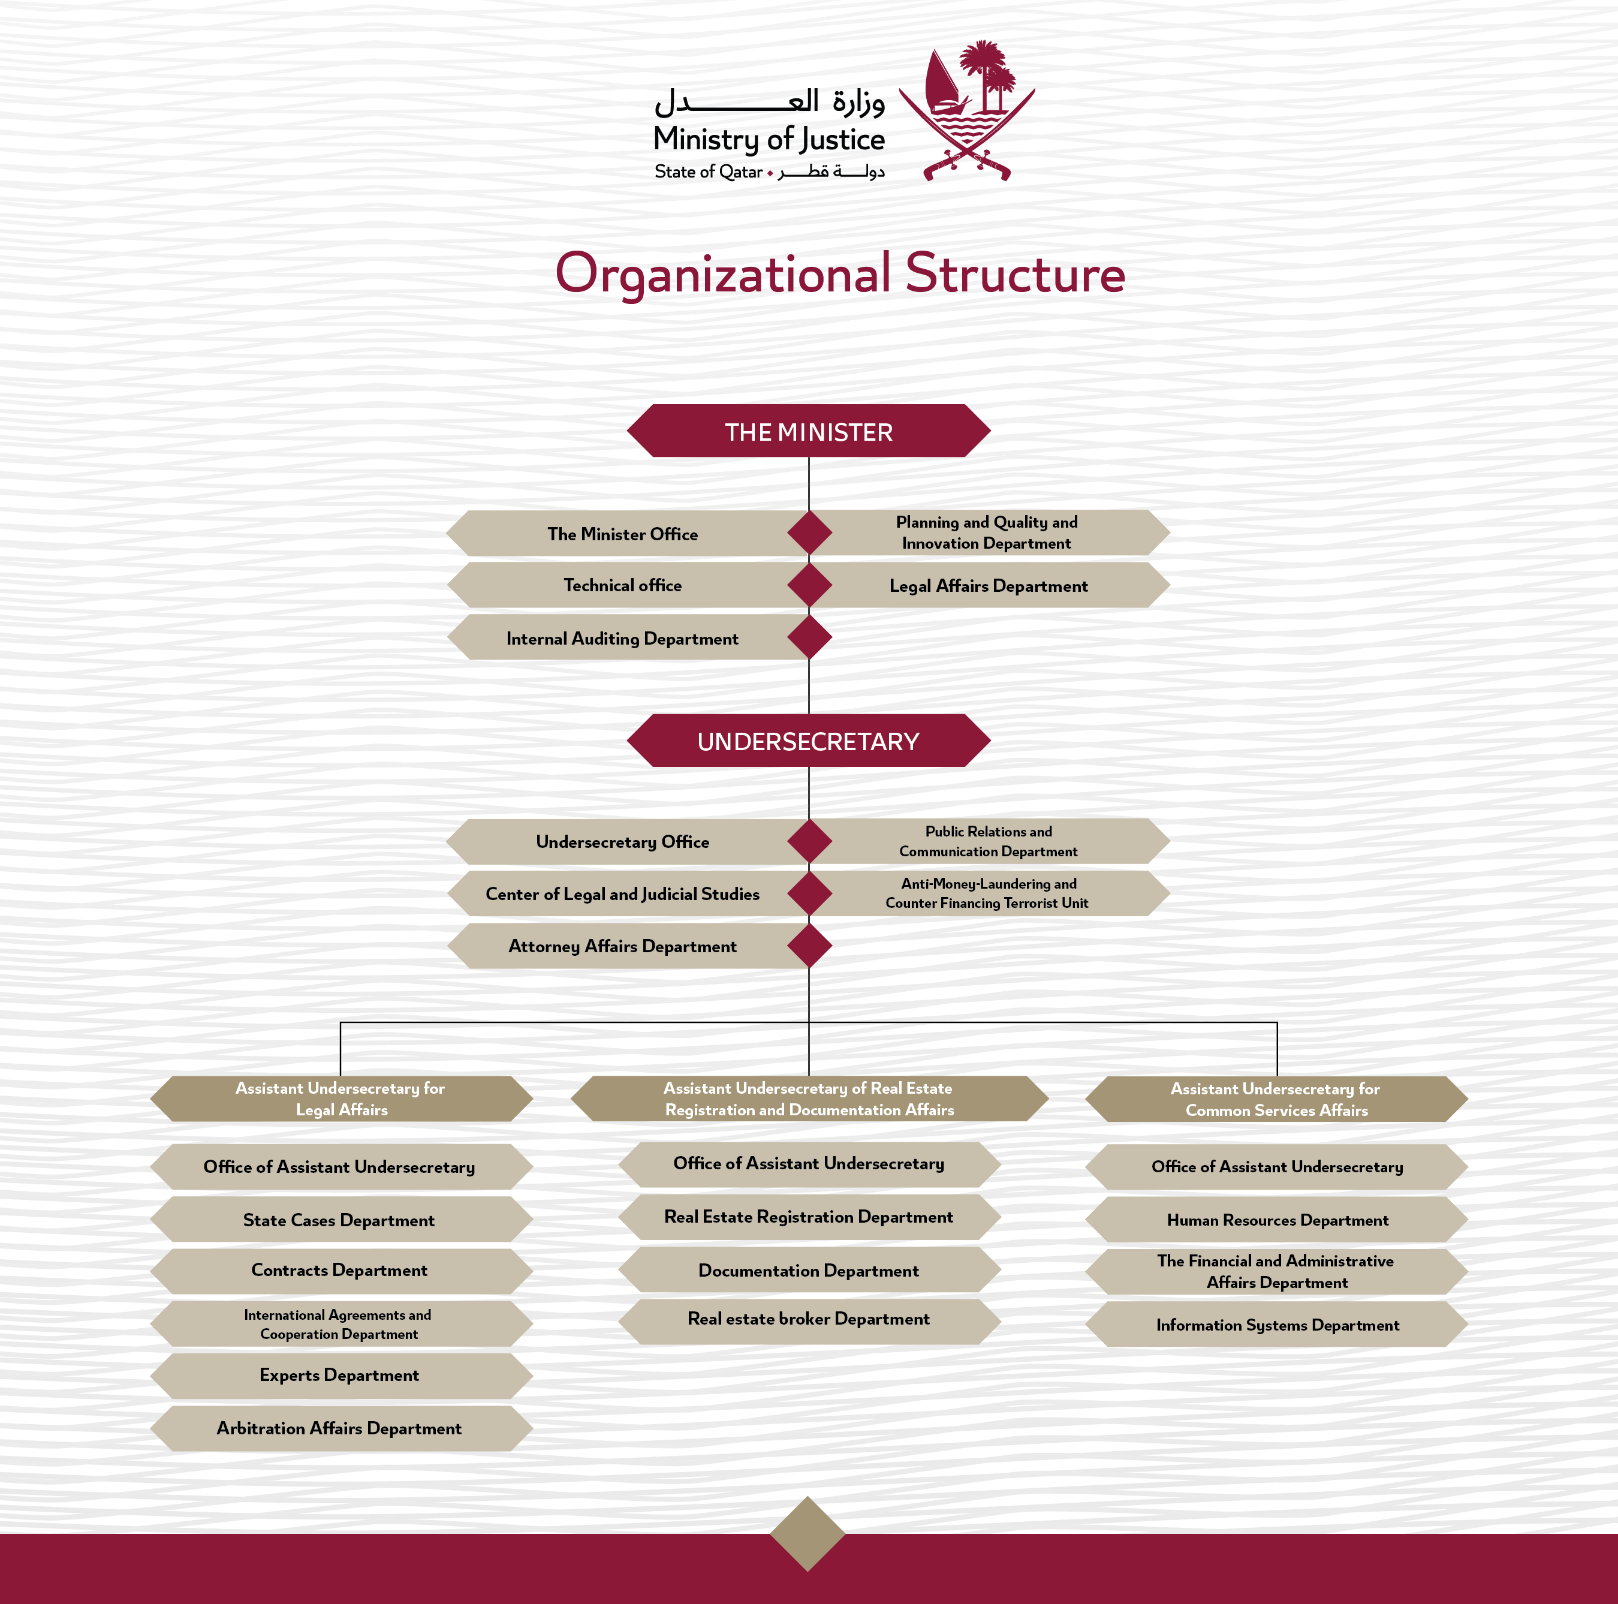 وزارة العدل
Ministry of Justice
State of Qatar • دولة قطر
Organizational Structure
THE MINISTER
The Minister Office
Planning and Quality and
Innovation Department
Technical office
Legal Affairs Department
Internal Auditing Department
UNDERSECRETARY
Undersecretary Office
Public Relations and
Communication Department
Center of Legal and Judicial Studies
Anti-Money-Laundering and
Counter Financing Terrorist Unit
Attorney Affairs Department
Assistant Undersecretary for
Legal Affairs
Office of Assistant Undersecretary
State Cases Department
Contracts Department
International Agreements and
Cooperation Department
Experts Department
Arbitration Affairs Department
Assistant Undersecretary of Real Estate
Registration and Documentation Affairs
Office of Assistant Undersecretary
Real Estate Registration Department
Documentation Department
Real estate broker Department
Assistant Undersecretary for
Common Services Affairs
Office of Assistant Undersecretary
Human Resources Department
The Financial and Administrative
Affairs Department
Information Systems Department